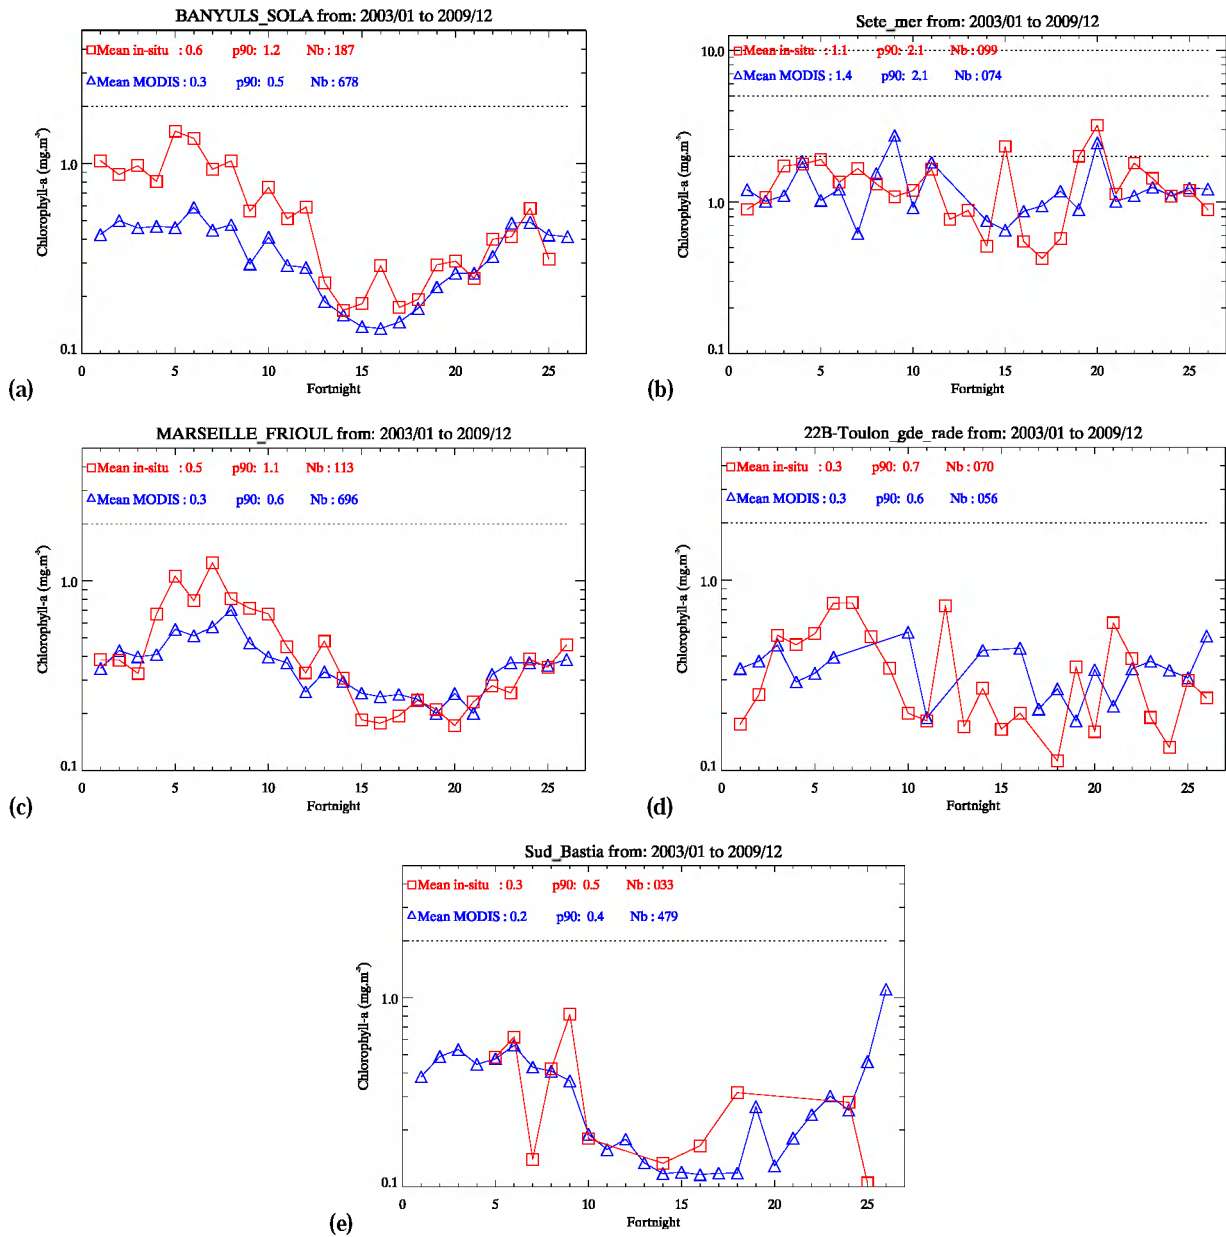 BANYULS_SOLA from: 2003/01 to 2009/12
Mean in-situ : 0.6 p90: 1.2 Nb: 187
Mean MODIS : 0.3 p90: 0.5 Nb: 678
Chlorophyll-a (mg.m⁻³)
1.0
0.1
0 5 10 15 20 25
Fortnight
(a)
Sete_mer from: 2003/01 to 2009/12
Mean in-situ : 1.1 p90: 2.1 Nb : 099
Mean MODIS : 1.4 p90: 2.1 Nb : 074
Chlorophyll-a (mg.m⁻³)
10.0
1.0
0.1
0 5 10 15 20 25
Fortnight
(b)
MARSEILLE_FRIOUL from: 2003/01 to 2009/12
Mean in-situ : 0.5 p90: 1.1 Nb : 113
Mean MODIS : 0.3 p90: 0.6 Nb : 696
Chlorophyll-a (mg.m⁻³)
1.0
0.1
0 5 10 15 20 25
Fortnight
(c)
22B-Toulon_gde_rade from: 2003/01 to 2009/12
Mean in-situ : 0.3 p90: 0.7 Nb : 070
Mean MODIS : 0.3 p90: 0.6 Nb : 056
Chlorophyll-a (mg.m⁻³)
1.0
0.1
0 5 10 15 20 25
Fortnight
(d)
Sud_Bastia from: 2003/01 to 2009/12
Mean in-situ : 0.3 p90: 0.5 Nb : 033
Mean MODIS : 0.2 p90: 0.4 Nb : 479
Chlorophyll-a (mg.m⁻³)
1.0
0.1
0 5 10 15 20 25
Fortnight
(e)